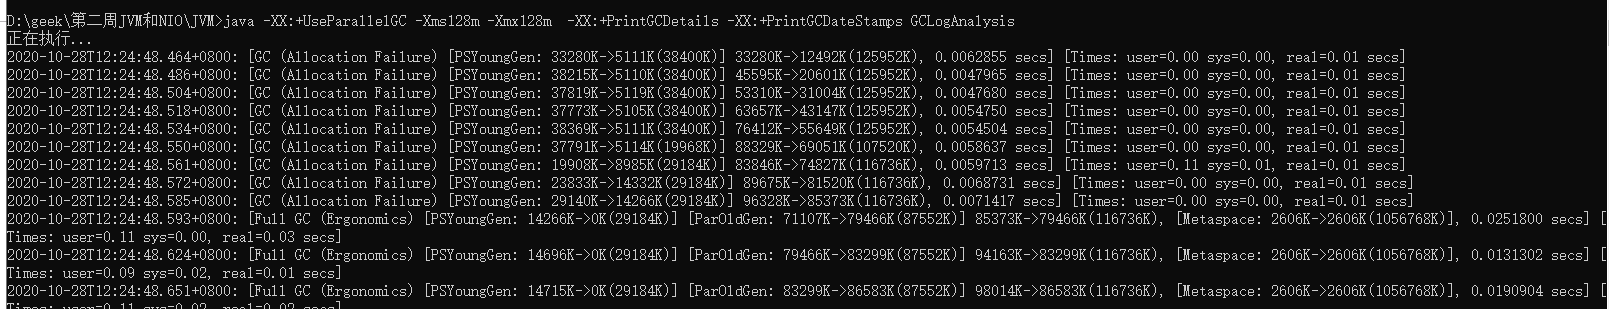 D:\geek\第二周JVM和NIO\JVM>java -XX:+UseParallelGC -Xms128m -Xmx128m  -XX:+PrintGCDetails -XX:+PrintGCDateStamps GCLogAnalysis
正在执行...
2020-10-28T12:24:48.464+0800: [GC (Allocation Failure) [PSYoungGen: 33280K->5111K(38400K)] 33280K->12492K(125952K), 0.0062855 secs] [Times: user=0.00 sys=0.00, real=0.01 secs]
2020-10-28T12:24:48.486+0800: [GC (Allocation Failure) [PSYoungGen: 38215K->5110K(38400K)] 45595K->20601K(125952K), 0.0047965 secs] [Times: user=0.00 sys=0.00, real=0.01 secs]
2020-10-28T12:24:48.504+0800: [GC (Allocation Failure) [PSYoungGen: 37819K->5119K(38400K)] 53310K->31004K(125952K), 0.0047680 secs] [Times: user=0.00 sys=0.00, real=0.01 secs]
2020-10-28T12:24:48.518+0800: [GC (Allocation Failure) [PSYoungGen: 37773K->5105K(38400K)] 63657K->43147K(125952K), 0.0054750 secs] [Times: user=0.00 sys=0.00, real=0.01 secs]
2020-10-28T12:24:48.534+0800: [GC (Allocation Failure) [PSYoungGen: 38369K->5111K(38400K)] 76412K->55649K(125952K), 0.0054504 secs] [Times: user=0.00 sys=0.00, real=0.01 secs]
2020-10-28T12:24:48.550+0800: [GC (Allocation Failure) [PSYoungGen: 37791K->5114K(19968K)] 88329K->69051K(107520K), 0.0058637 secs] [Times: user=0.00 sys=0.00, real=0.01 secs]
2020-10-28T12:24:48.561+0800: [GC (Allocation Failure) [PSYoungGen: 19908K->8985K(29184K)] 83846K->74827K(116736K), 0.0059713 secs] [Times: user=0.11 sys=0.01, real=0.01 secs]
2020-10-28T12:24:48.572+0800: [GC (Allocation Failure) [PSYoungGen: 23833K->14332K(29184K)] 89675K->81520K(116736K), 0.0068731 secs] [Times: user=0.00 sys=0.00, real=0.01 secs]
2020-10-28T12:24:48.585+0800: [GC (Allocation Failure) [PSYoungGen: 29140K->14266K(29184K)] 96328K->85373K(116736K), 0.0071417 secs] [Times: user=0.00 sys=0.00, real=0.01 secs]
2020-10-28T12:24:48.593+0800: [Full GC (Ergonomics) [PSYoungGen: 14266K->0K(29184K)] [ParOldGen: 71107K->79466K(87552K)] 85373K->79466K(116736K), [Metaspace: 2606K->2606K(1056768K)], 0.0251800 secs] [
Times: user=0.11 sys=0.00, real=0.03 secs]
2020-10-28T12:24:48.624+0800: [Full GC (Ergonomics) [PSYoungGen: 14696K->0K(29184K)] [ParOldGen: 79466K->83299K(87552K)] 94163K->83299K(116736K), [Metaspace: 2606K->2606K(1056768K)], 0.0131302 secs] [
Times: user=0.09 sys=0.02, real=0.01 secs]
2020-10-28T12:24:48.651+0800: [Full GC (Ergonomics) [PSYoungGen: 14715K->0K(29184K)] [ParOldGen: 83299K->86583K(87552K)] 98014K->86583K(116736K), [Metaspace: 2606K->2606K(1056768K)], 0.0190904 secs] [